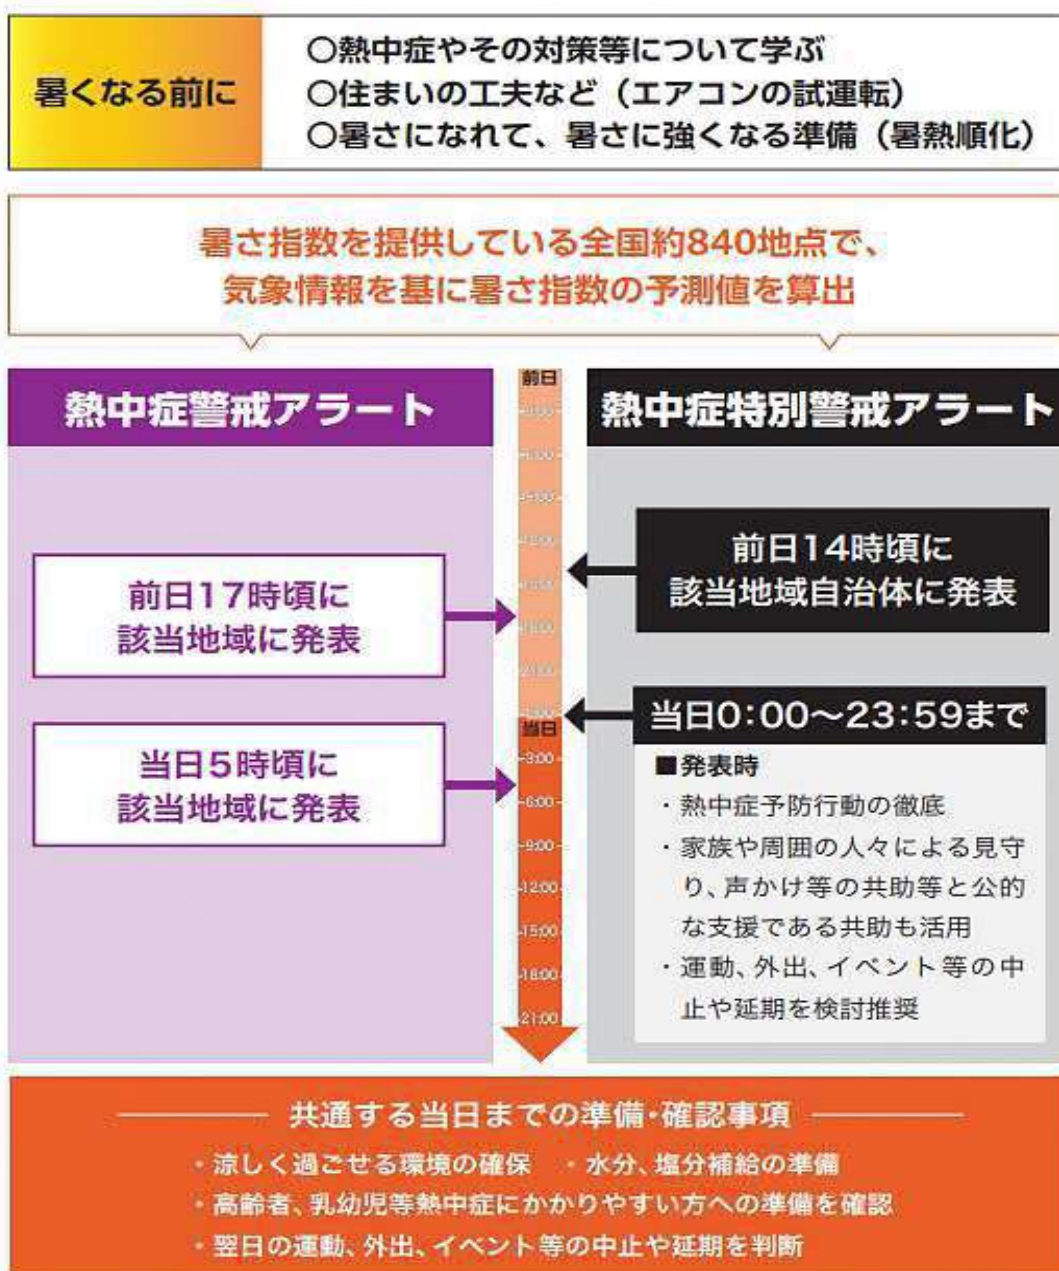 暑くなる前に
〇熱中症やその対策等について学ぶ
〇住まいの工夫など（エアコンの試運転）
〇暑さになれて、暑さに強くなる準備（暑熱順化）
暑さ指数を提供している全国約840地点で、
気象情報を基に暑さ指数の予測値を算出
熱中症警戒アラート
前日17時頃に
該当地域に発表
当日5時頃に
該当地域に発表
前日
当日
3:00
6:00
9:00
12:00
15:00
18:00
21:00
熱中症特別警戒アラート
前日14時頃に
該当地域自治体に発表
当日0:00～23:59まで
■発表時
・熱中症予防行動の徹底
・家族や周囲の人々による見守
り、声かけ等の共助等と公的
な支援である共助も活用
・運動、外出、イベント等の中
止や延期を検討推奨
共通する当日までの準備・確認事項
・涼しく過ごせる環境の確保 ・水分、塩分補給の準備
・高齢者、乳幼児等熱中症にかかりやすい方への準備を確認
・翌日の運動、外出、イベント等の中止や延期を判断